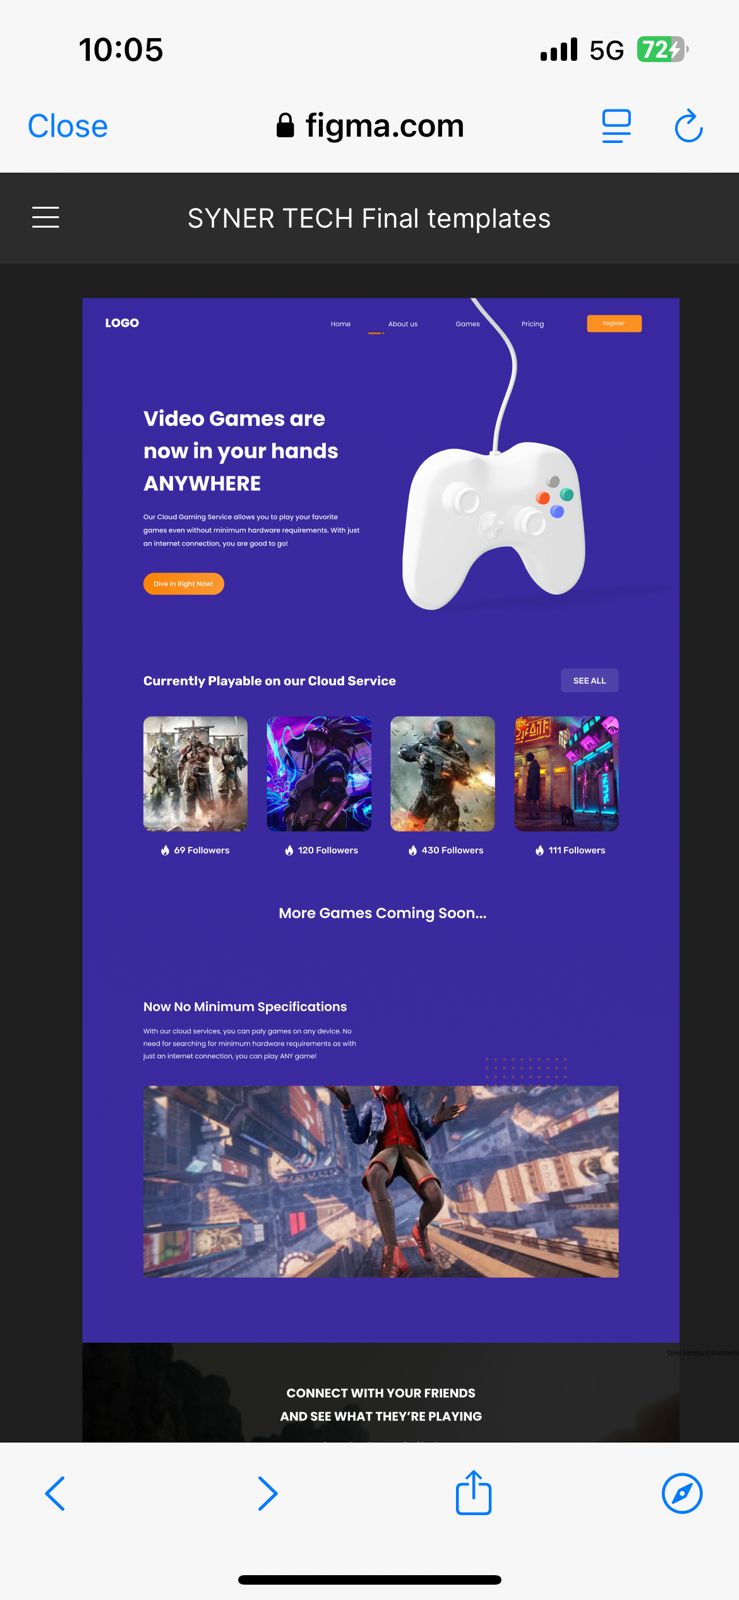 10:05
5G
72
Close
figma.com
SYNER TECH Final templates
LOGO
Home
About us
Games
Pricing
Register
Video Games are
now in your hands
ANYWHERE
Our Cloud Gaming Service allows you to play your favorite
games even without minimum hardware requirements. With just
an internet connection, you are good to go!
Dive In Right Now!
Currently Playable on our Cloud Service
SEE ALL
69 Followers
120 Followers
430 Followers
111 Followers
More Games Coming Soon...
Now No Minimum Specifications
With our cloud services, you can paly games on any device. No
need for searching for minimum hardware requirements as with
just an internet connection, you can play ANY game!
CONNECT WITH YOUR FRIENDS
AND SEE WHAT THEY’RE PLAYING